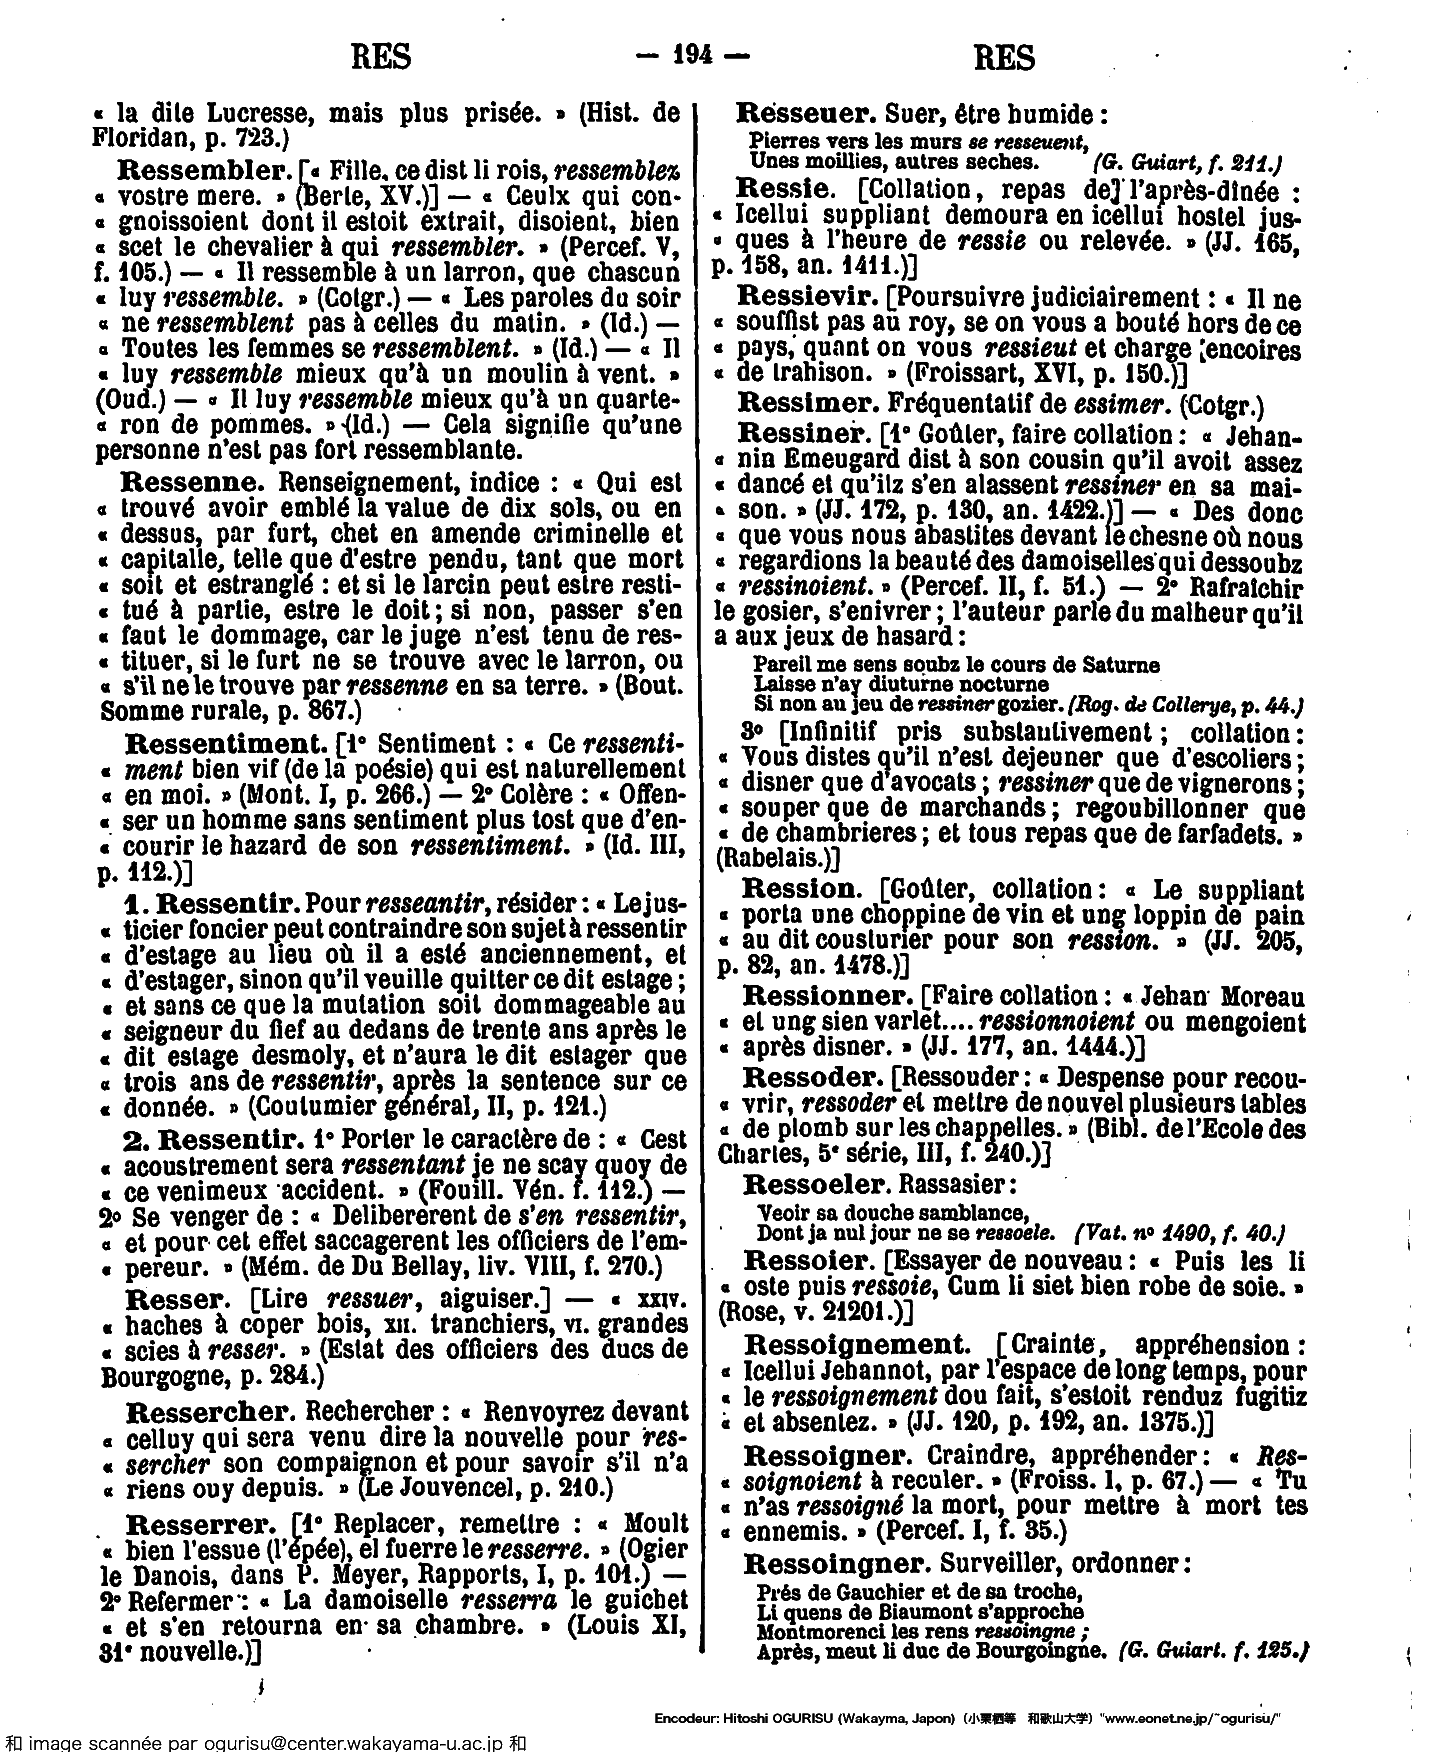 RES — 194 — RES
« la dite Lucresse, mais plus prisée. » (Hist. de
Floridan, p. 723.)
Ressembler. [« Fille, ce dist li rois, ressemblez
« vostre mere. » (Berte, XV.)] — « Ceulx qui con-
« gnoissoient dont il estoit extrait, disoient, bien
« scet le chevalier à qui ressembler. » (Percef. V,
f. 105.) — « Il ressemble à un larron, que chascun
« luy ressemble. » (Cotgr.) — « Les paroles du soir
« ne ressemblent pas à celles du matin. » (Id.) —
« Toutes les femmes se ressemblent. » (Id.) — « Il
« luy ressemble mieux qu'à un moulin à vent. »
(Oud.) — « Il luy ressemble mieux qu'à un quarte-
« ron de pommes. » (Id.) — Cela signifie qu'une
personne n'est pas fort ressemblante.
Ressenne. Renseignement, indice : « Qui est
« trouvé avoir emblé la value de dix sols, ou en
« dessus, par furt, chet en amende criminelle et
« capitalle, telle que d'estre pendu, tant que mort
« soit et estranglé : et si le larcin peut estre resti-
« tué à partie, estre le doit ; si non, passer s'en
« faut le dommage, car le juge n'est tenu de res-
« tituer, si le furt ne se trouve avec le larron, ou
« s'il ne le trouve par ressenne en sa terre. » (Bout.
Somme rurale, p. 867.)
Ressentiment. [1° Sentiment : « Ce ressenti-
« ment bien vif (de la poésie) qui est naturellement
« en moi. » (Mont. I, p. 266.) — 2° Colère : « Offen-
« ser un homme sans sentiment plus tost que d'en-
« courir le hazard de son ressentiment. » (Id. III,
p. 112.)]
1. Ressentir. Pour resseantir, résider : « Le jus-
« ticier foncier peut contraindre son sujet à ressentir
« d'estage au lieu où il a esté anciennement, et
« d'estager, sinon qu'il veuille quitter ce dit estage ;
« et sans ce que la mutation soit dommageable au
« seigneur du fief au dedans de trente ans après le
« dit estage desmoly, et n'aura le dit estager que
« trois ans de ressentir, après la sentence sur ce
« donnée. » (Coutumier général, II, p. 121.)
2. Ressentir. 1° Porter le caractère de : « Cest
« acoustrement sera ressentant je ne scay quoy de
« ce venimeux accident. » (Fouill. Vén. f. 112.) —
2° Se venger de : « Delibererent de s'en ressentir,
« et pour cet effet saccagerent les officiers de l'em-
« pereur. » (Mém. de Du Bellay, liv. VIII, f. 270.)
Resser. [Lire ressuer, aiguiser.] — « XXIV.
« haches à coper bois, XII. tranchiers, VI. grandes
« scies à resser. » (Estat des officiers des ducs de
Bourgogne, p. 284.)
Ressercher. Rechercher : « Renvoyrez devant
« celluy qui sera venu dire la nouvelle pour res-
« sercher son compaignon et pour savoir s'il n'a
« riens ouy depuis. » (Le Jouvencel, p. 210.)
Resserrer. [1° Replacer, remettre : « Moult
« bien l'essue (l'épée), el fuerre le resserre. » (Ogier
le Danois, dans P. Meyer, Rapports, I, p. 101.) —
2° Refermer : « La damoiselle resserra le guichet
« et s'en retourna en sa chambre. » (Louis XI,
31e nouvelle.)]
Resseuer. Suer, être humide :
Pierres vers les murs se resseuent,
Unes moillies, autres seches. (G. Guiart, f. 211.)
Ressie. [Collation, repas de] l'après-dînée :
« Icellui suppliant demoura en icellui hostel jus-
« ques à l'heure de ressie ou relevée. » (JJ. 165,
p. 158, an. 1411.)]
Ressievir. [Poursuivre judiciairement : « Il ne
« souffist pas au roy, se on vous a bouté hors de ce
« pays, quant on vous ressieut et charge encoires
« de trahison. » (Froissart, XVI, p. 150.)]
Ressimer. Fréquentatif de essimer. (Cotgr.)
Ressiner. [1° Goûter, faire collation : « Jehan-
« nin Emeugard dist à son cousin qu'il avoit assez
« dancé et qu'ilz s'en alassent ressiner en sa mai-
« son. » (JJ. 172, p. 130, an. 1422.)] — « Des donc
« que vous nous abastites devant le chesne où nous
« regardions la beauté des damoiselles qui dessoubz
« ressinoient. » (Percef. II, f. 51.) — 2° Rafraîchir
le gosier, s'enivrer ; l'auteur parle du malheur qu'il
a aux jeux de hasard :
Pareil me sens soubz le cours de Saturne
Laisse n'ay diuturne nocturne
Si non au jeu de ressiner gozier. (Rog. de Collerye, p. 44.)
3° [Infinitif pris substantivement ; collation :
« Vous distes qu'il n'est dejeuner que d'escoliers ;
« disner que d'avocats ; ressiner que de vignerons ;
« souper que de marchands ; regoubillonner que
« de chambrieres ; et tous repas que de farfadets. »
(Rabelais.)]
Ression. [Goûter, collation : « Le suppliant
« porta une choppine de vin et ung loppin de pain
« au dit cousturier pour son ression. » (JJ. 205,
p. 82, an. 1478.)]
Ressionner. [Faire collation : « Jehan Moreau
« et ung sien varlet.... ressionnoient ou mengoient
« après disner. » (JJ. 177, an. 1444.)]
Ressoder. [Ressouder : « Despense pour recou-
« vrir, ressoder et mettre de nouvel plusieurs tables
« de plomb sur les chappelles. » (Bibl. de l'Ecole des
Chartes, 5e série, III, f. 240.)]
Ressoeler. Rassasier :
Veoir sa douche samblance,
Dont ja nul jour ne se ressoele. (Vat. n° 1490, f. 40.)
Ressoier. [Essayer de nouveau : « Puis les li
« oste puis ressoie, Cum li siet bien robe de soie. »
(Rose, v. 21201.)]
Ressoignement. [Crainte, appréhension :
« Icellui Jehannot, par l'espace de long temps, pour
« le ressoignement dou fait, s'estoit renduz fugitiz
« et absentez. » (JJ. 120, p. 192, an. 1375.)]
Ressoigner. Craindre, appréhender : « Res-
« soignoient à reculer. » (Froiss. I, p. 67.) — « Tu
« n'as ressoigné la mort, pour mettre à mort tes
« ennemis. » (Percef. I, f. 35.)
Ressoingner. Surveiller, ordonner :
Prés de Gauchier et de sa troche,
Li quens de Biaumont s'approche
Montmorenci les rens ressoingne ;
Après, meut li duc de Bourgoingne. (G. Guiart. f. 125.)
Encodeur: Hitoshi OGURISU (Wakayma, Japon) (小栗栖等 和歌山大学) "www.eonet.ne.jp/~ogurisu/"
和 image scannée par ogurisu@center.wakayama-u.ac.jp 和